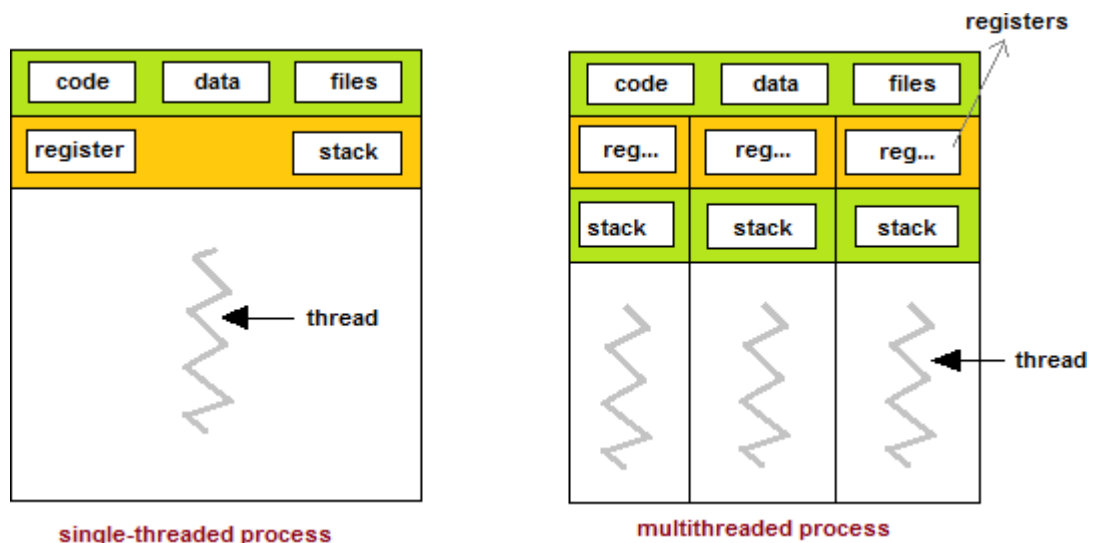 code data files
register stack
thread
single-threaded process
registers
code data files
reg... reg... reg...
stack stack stack
thread
multithreaded process